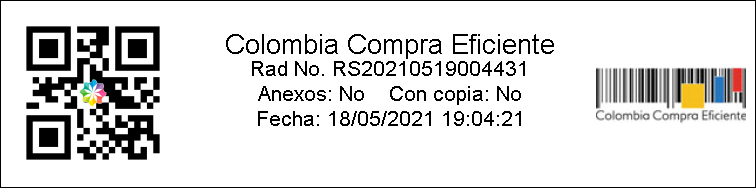 Colombia Compra Eficiente
Rad No. RS20210519004431
Anexos: No Con copia: No
Fecha: 18/05/2021 19:04:21
Colombia Compra Eficiente